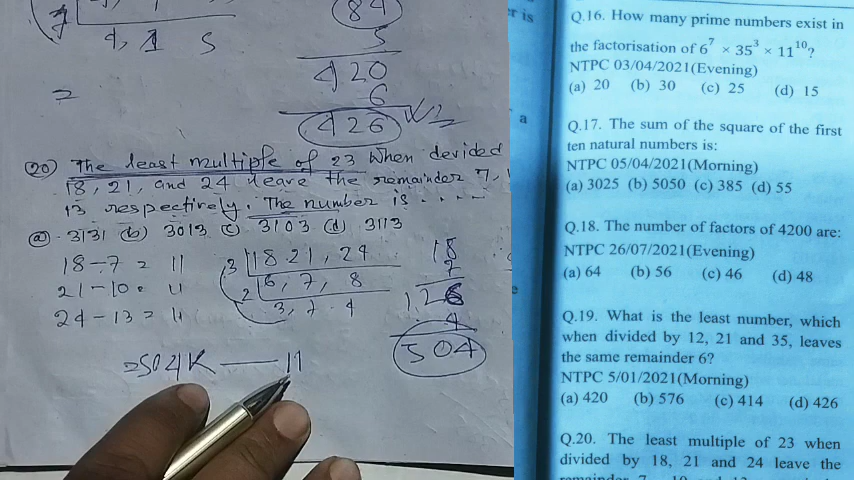 4, 1 5
84
5
420
=
6
426
20) The least multiple of 23 when devided
18, 21, and 24 leave the remainder 7,
13 respectively. The number is ....
(a) 3131 (b) 3013 (c) 3103 (d) 3113
18-7 = 11
21-10 = 11
24-13 = 11
3 18.21, 24
2 6, 7, 8
3, 7. 4
18
7
126
4
504
=504K — 11
er is
a
Q.16. How many prime numbers exist in
the factorisation of 6⁷ × 35³ × 11¹⁰?
NTPC 03/04/2021(Evening)
(a) 20 (b) 30 (c) 25 (d) 15
Q.17. The sum of the square of the first
ten natural numbers is:
NTPC 05/04/2021(Morning)
(a) 3025 (b) 5050 (c) 385 (d) 55
Q.18. The number of factors of 4200 are:
NTPC 26/07/2021(Evening)
(a) 64 (b) 56 (c) 46 (d) 48
Q.19. What is the least number, which
when divided by 12, 21 and 35, leaves
the same remainder 6?
NTPC 5/01/2021(Morning)
(a) 420 (b) 576 (c) 414 (d) 426
Q.20. The least multiple of 23 when
divided by 18, 21 and 24 leave the
remainder 7, 10 and 13